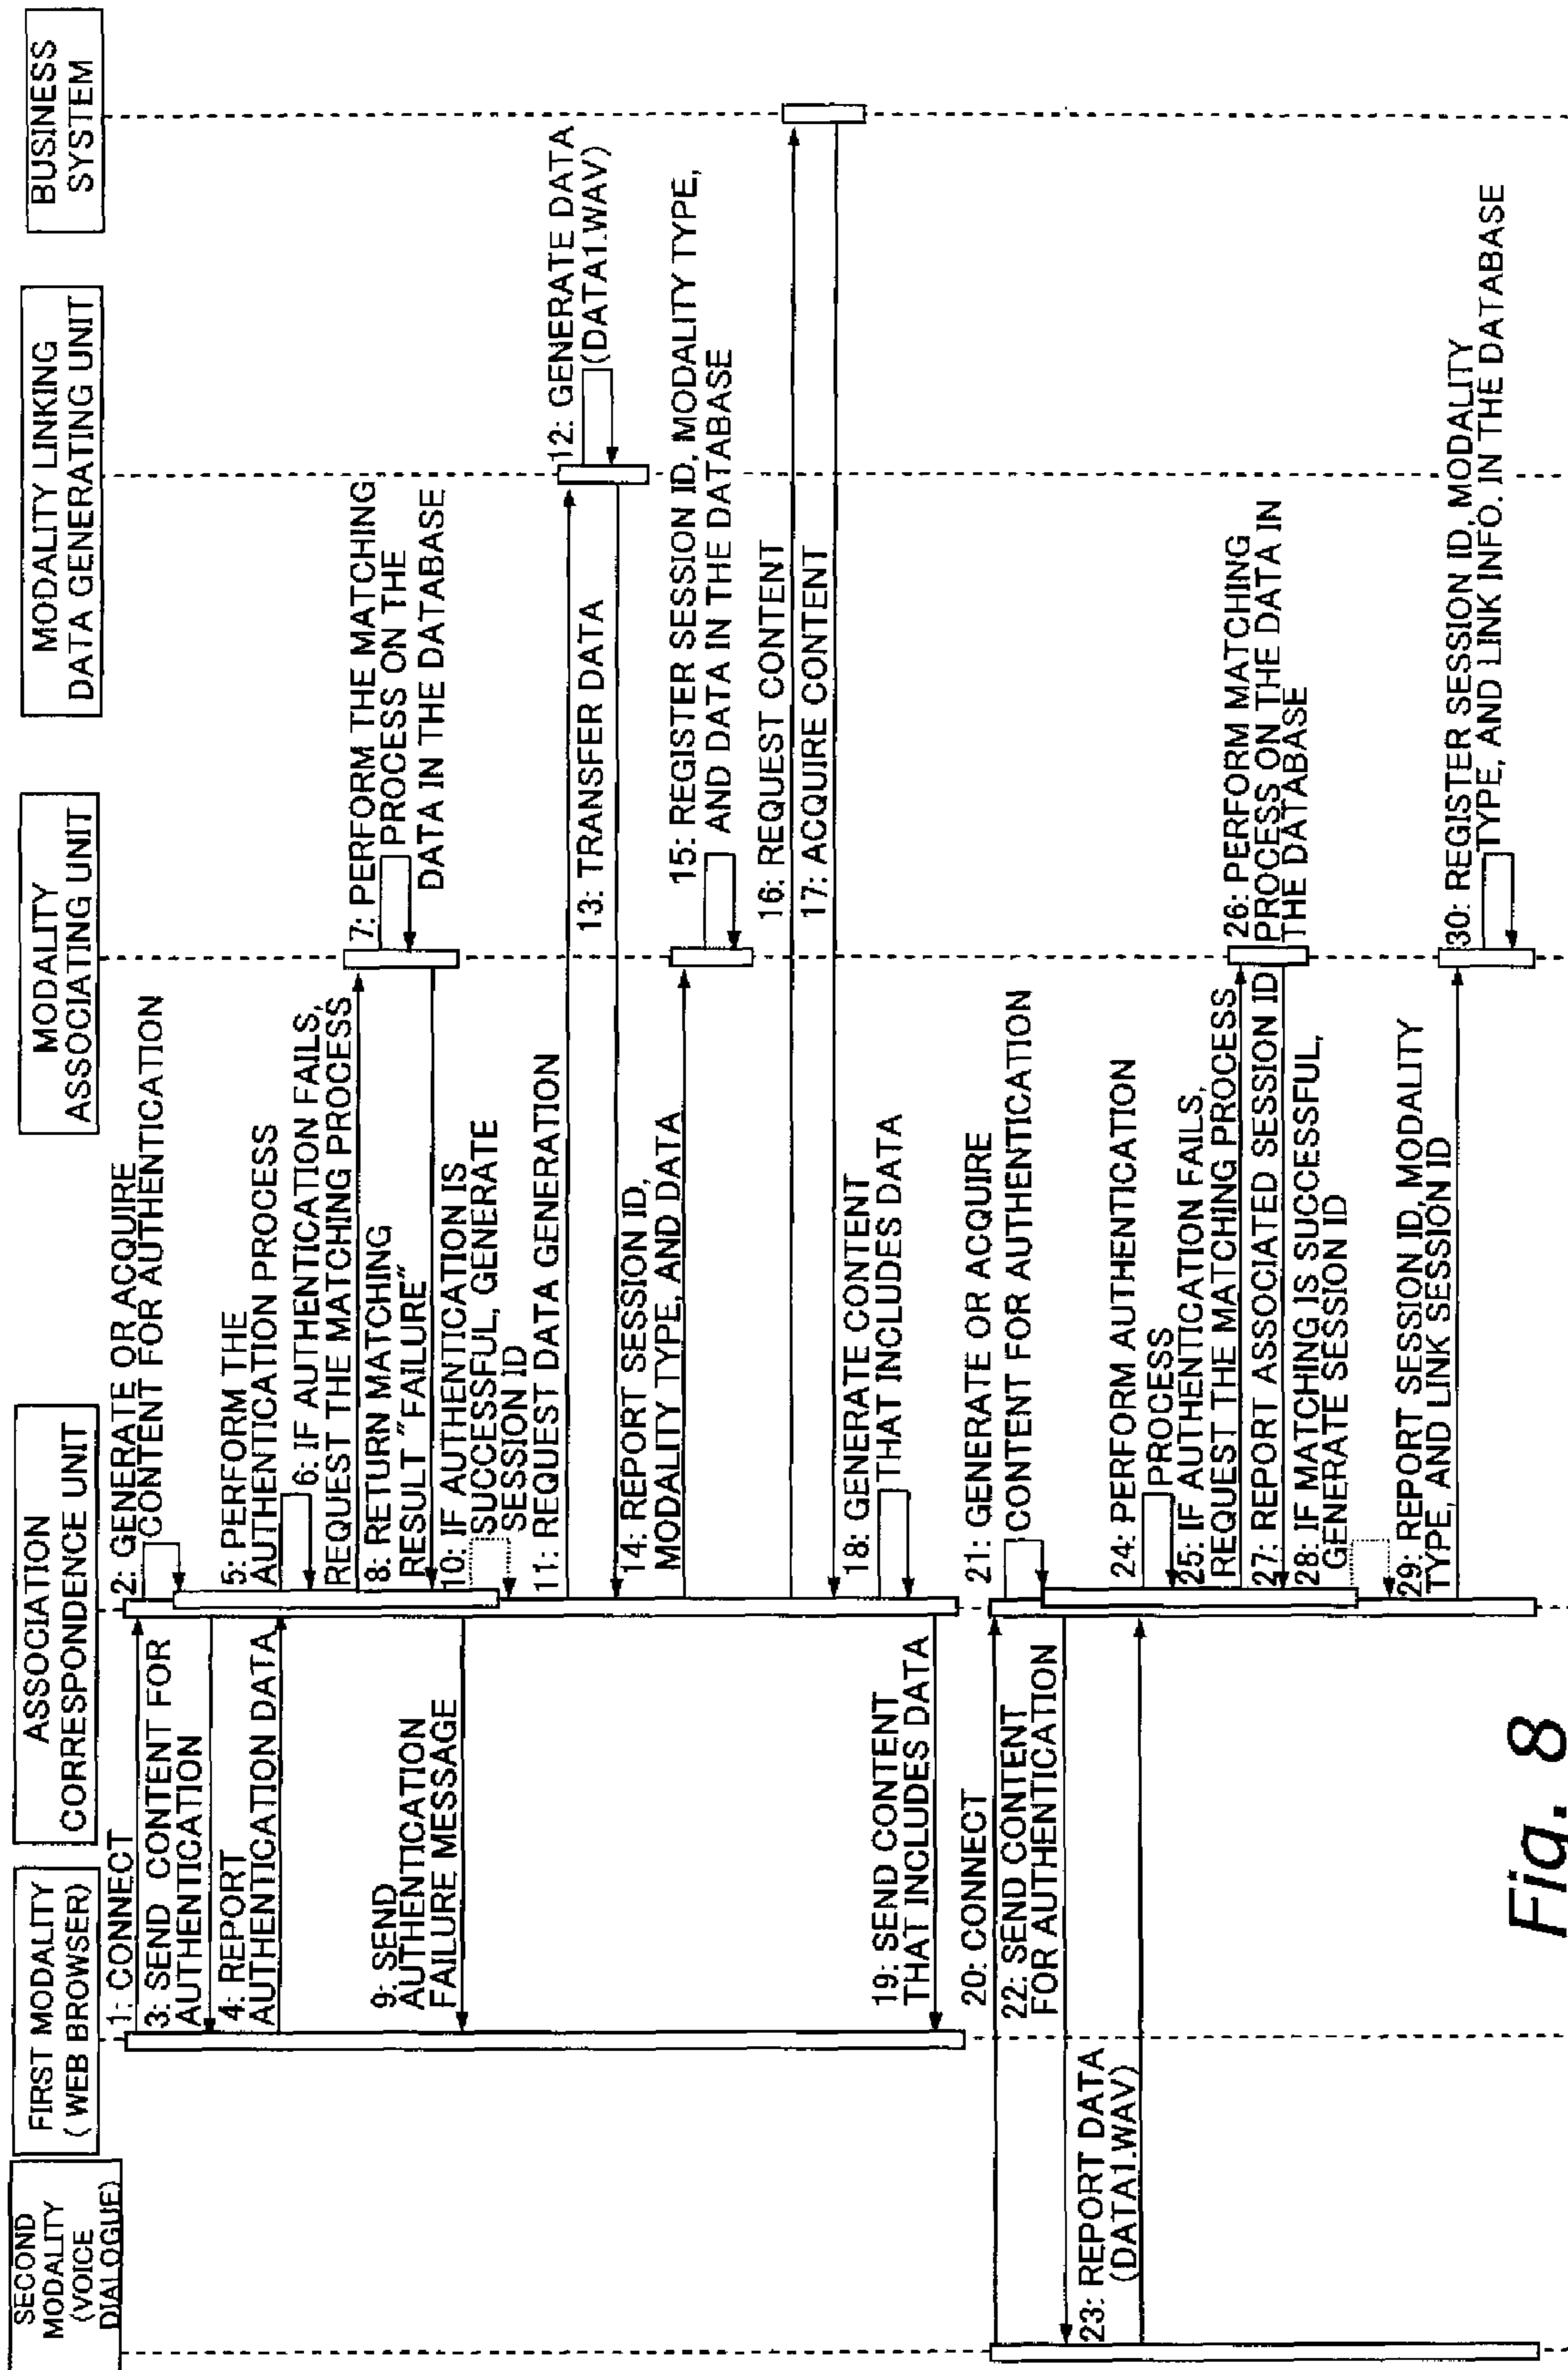 SECOND
MODALITY
(VOICE
DIALOGUE)
FIRST MODALITY
( WEB BROWSER)
ASSOCIATION
CORRESPONDENCE UNIT
MODALITY
ASSOCIATING UNIT
MODALITY LINKING
DATA GENERATING UNIT
BUSINESS
SYSTEM
1: CONNECT
2: GENERATE OR ACQUIRE
CONTENT FOR AUTHENTICATION
3: SEND CONTENT FOR
AUTHENTICATION
4: REPORT
AUTHENTICATION DATA
5: PERFORM THE
AUTHENTICATION PROCESS
6: IF AUTHENTICATION FAILS,
REQUEST THE MATCHING PROCESS
7: PERFORM THE MATCHING
PROCESS ON THE
DATA IN THE DATABASE
8: RETURN MATCHING
RESULT "FAILURE"
9: SEND
AUTHENTICATION
FAILURE MESSAGE
10: IF AUTHENTICATION IS
SUCCESSFUL, GENERATE
SESSION ID
11: REQUEST DATA GENERATION
12: GENERATE DATA
(DATA1.WAV)
13: TRANSFER DATA
14: REPORT SESSION ID,
MODALITY TYPE, AND DATA
15: REGISTER SESSION ID, MODALITY TYPE,
AND DATA IN THE DATABASE
16: REQUEST CONTENT
17: ACQUIRE CONTENT
18: GENERATE CONTENT
THAT INCLUDES DATA
19: SEND CONTENT
THAT INCLUDES DATA
20: CONNECT
21: GENERATE OR ACQUIRE
CONTENT FOR AUTHENTICATION
22: SEND CONTENT
FOR AUTHENTICATION
23: REPORT DATA
(DATA1.WAV)
24: PERFORM AUTHENTICATION
PROCESS
25: IF AUTHENTICATION FAILS,
REQUEST THE MATCHING PROCESS
26: PERFORM MATCHING
PROCESS ON THE DATA IN
THE DATABASE
27: REPORT ASSOCIATED SESSION ID
28: IF MATCHING IS SUCCESSFUL,
GENERATE SESSION ID
29: REPORT SESSION ID, MODALITY
TYPE, AND LINK SESSION ID
30: REGISTER SESSION ID, MODALITY
TYPE, AND LINK INFO. IN THE DATABASE
Fig. 8